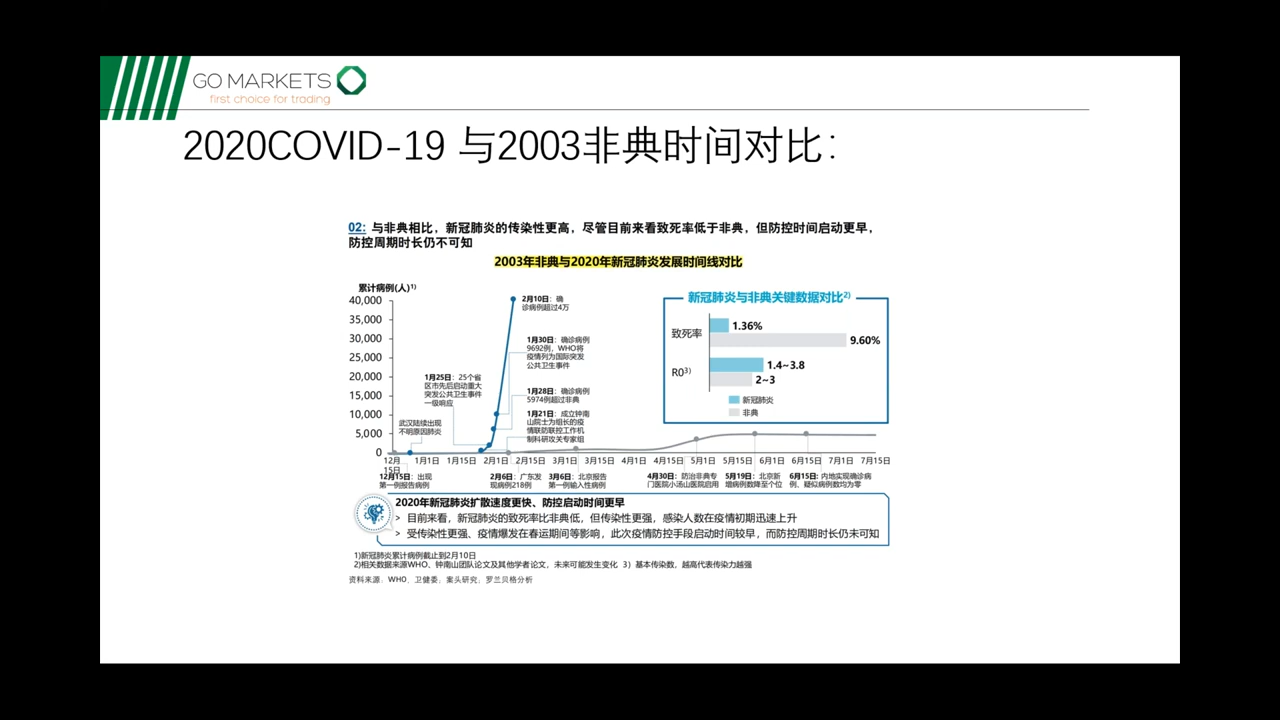 GO MARKETS
first choice for trading
2020COVID-19 与2003非典时间对比：
02: 与非典相比，新冠肺炎的传染性更高，尽管目前来看致死率低于非典，但防控时间启动更早，
防控周期时长仍不可知
2003年非典与2020年新冠肺炎发展时间线对比
累计病例(人)1)
40,000
35,000
30,000
25,000
20,000
15,000
10,000
5,000
0
2月10日：确
诊病例超过4万
1月30日：确诊病例
9692例，WHO将
疫情列为国际突发
公共卫生事件
1月28日：确诊病例
5974例超过非典
1月21日：成立钟南
山院士为组长的疫
情联防联控工作机
制科研攻关专家组
1月25日：25个省
区市先后启动重大
突发公共卫生事件
一级响应
武汉陆续出现
不明原因肺炎
12月
15日
1月1日
1月15日
2月1日
2月15日
3月1日
3月15日
4月1日
4月15日
5月1日
5月15日
6月1日
6月15日
7月1日
7月15日
12月15日：出现
第一例报告病例
2月6日：广东发
现病例218例
3月6日：北京报告
第一例输入性病例
4月30日：防治非典专
门医院小汤山医院启用
5月19日：北京新
增病例数降至个位
6月15日：内地实现确诊病
例、疑似病例数均为零
新冠肺炎与非典关键数据对比2)
致死率
1.36%
9.60%
R03)
1.4~3.8
2~3
新冠肺炎
非典
2020年新冠肺炎扩散速度更快、防控启动时间更早
> 目前来看，新冠肺炎的致死率比非典低，但传染性更强，感染人数在疫情初期迅速上升
> 受传染性更强、疫情爆发在春运期间等影响，此次疫情防控手段启动时间较早，而防控周期时长仍未可知
1)新冠肺炎累计病例截止到2月10日
2)相关数据来源WHO、钟南山团队论文及其他学者论文，未来可能发生变化 3）基本传染数，越高代表传染力越强
资料来源：WHO，卫健委；案头研究；罗兰贝格分析